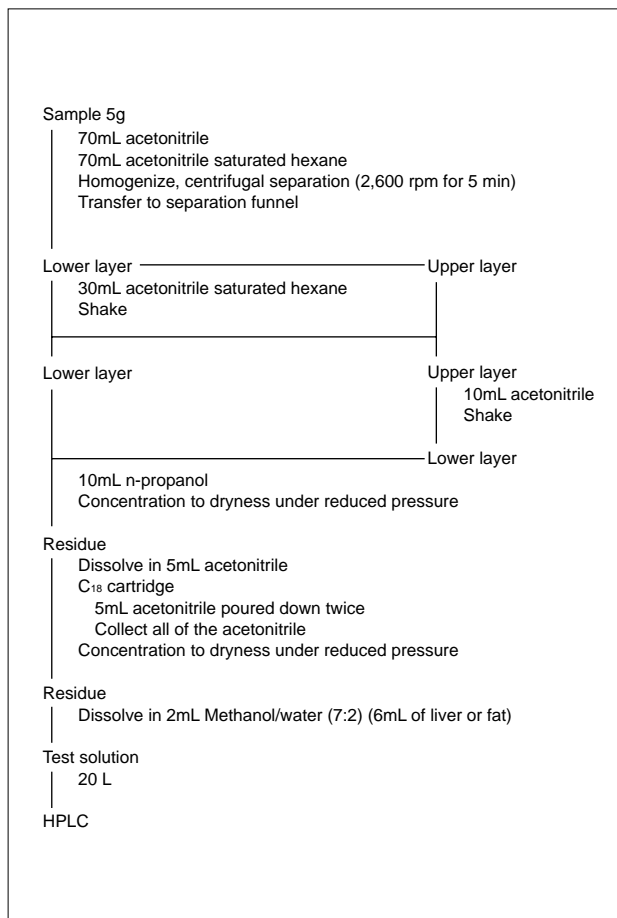 Sample 5g
70mL acetonitrile
70mL acetonitrile saturated hexane
Homogenize, centrifugal separation (2,600 rpm for 5 min)
Transfer to separation funnel
Lower layer Upper layer
30mL acetonitrile saturated hexane
Shake
Lower layer Upper layer
10mL acetonitrile
Shake
Lower layer
10mL n-propanol
Concentration to dryness under reduced pressure
Residue
Dissolve in 5mL acetonitrile
C₁₈ cartridge
5mL acetonitrile poured down twice
Collect all of the acetonitrile
Concentration to dryness under reduced pressure
Residue
Dissolve in 2mL Methanol/water (7:2) (6mL of liver or fat)
Test solution
20 L
HPLC